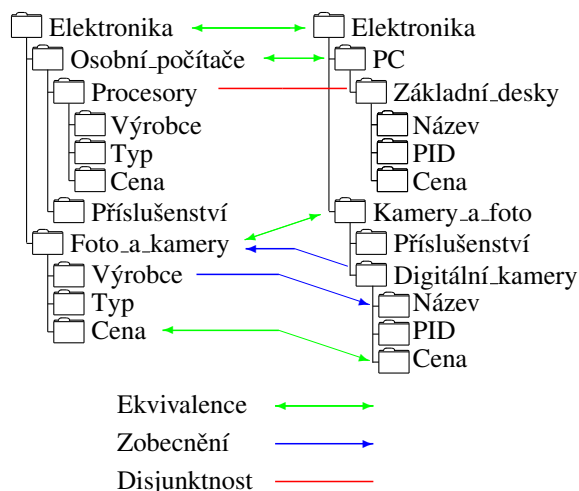 Elektronika Elektronika
Osobní_počítače PC
Procesory Základní_desky
Výrobce Název
Typ PID
Cena Cena
Příslušenství Kamery_a_foto
Foto_a_kamery Příslušenství
Výrobce Digitální_kamery
Typ Název
Cena PID
Cena
Ekvivalence
Zobecnění
Disjunktnost